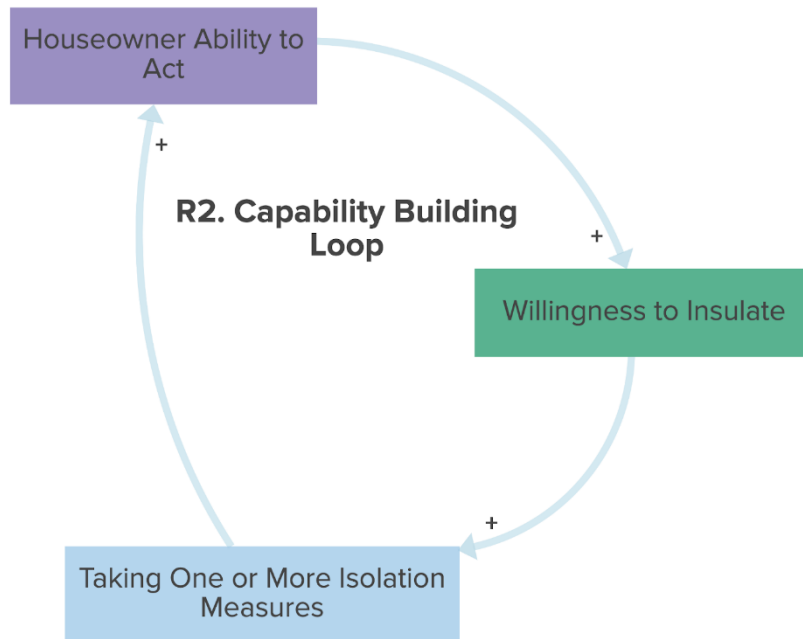 Houseowner Ability to
Act
+
R2. Capability Building
Loop
+
Willingness to Insulate
+
Taking One or More Isolation
Measures